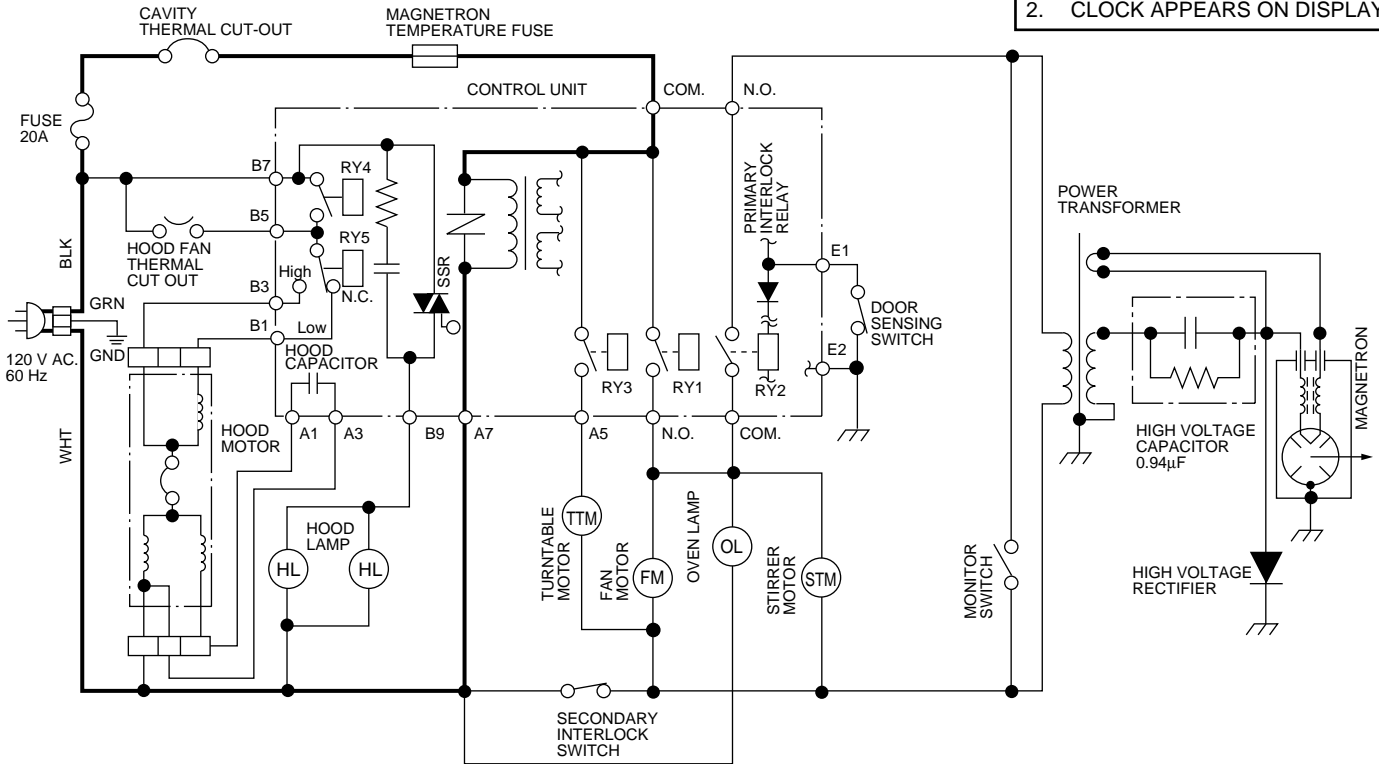 2. CLOCK APPEARS ON DISPLAY
CAVITY
THERMAL CUT-OUT
MAGNETRON
TEMPERATURE FUSE
CONTROL UNIT
COM.
N.O.
FUSE
20A
B7
RY4
B5
RY5
HOOD FAN
THERMAL
CUT OUT
BLK
B3
High
N.C.
SSR
B1
Low
GRN
GND
120 V AC.
60 Hz
HOOD
CAPACITOR
PRIMARY
INTERLOCK
RELAY
E1
DOOR
SENSING
SWITCH
E2
RY3
RY1
RY2
POWER
TRANSFORMER
MAGNETRON
HIGH VOLTAGE
CAPACITOR
0.94µF
HIGH VOLTAGE
RECTIFIER
WHT
HOOD
MOTOR
A1
A3
B9
A7
A5
N.O.
COM.
HOOD
LAMP
HL
HL
TURNTABLE
MOTOR
TTM
FAN
MOTOR
FM
OVEN LAMP
OL
STIRRER
MOTOR
STM
MONITOR
SWITCH
SECONDARY
INTERLOCK
SWITCH